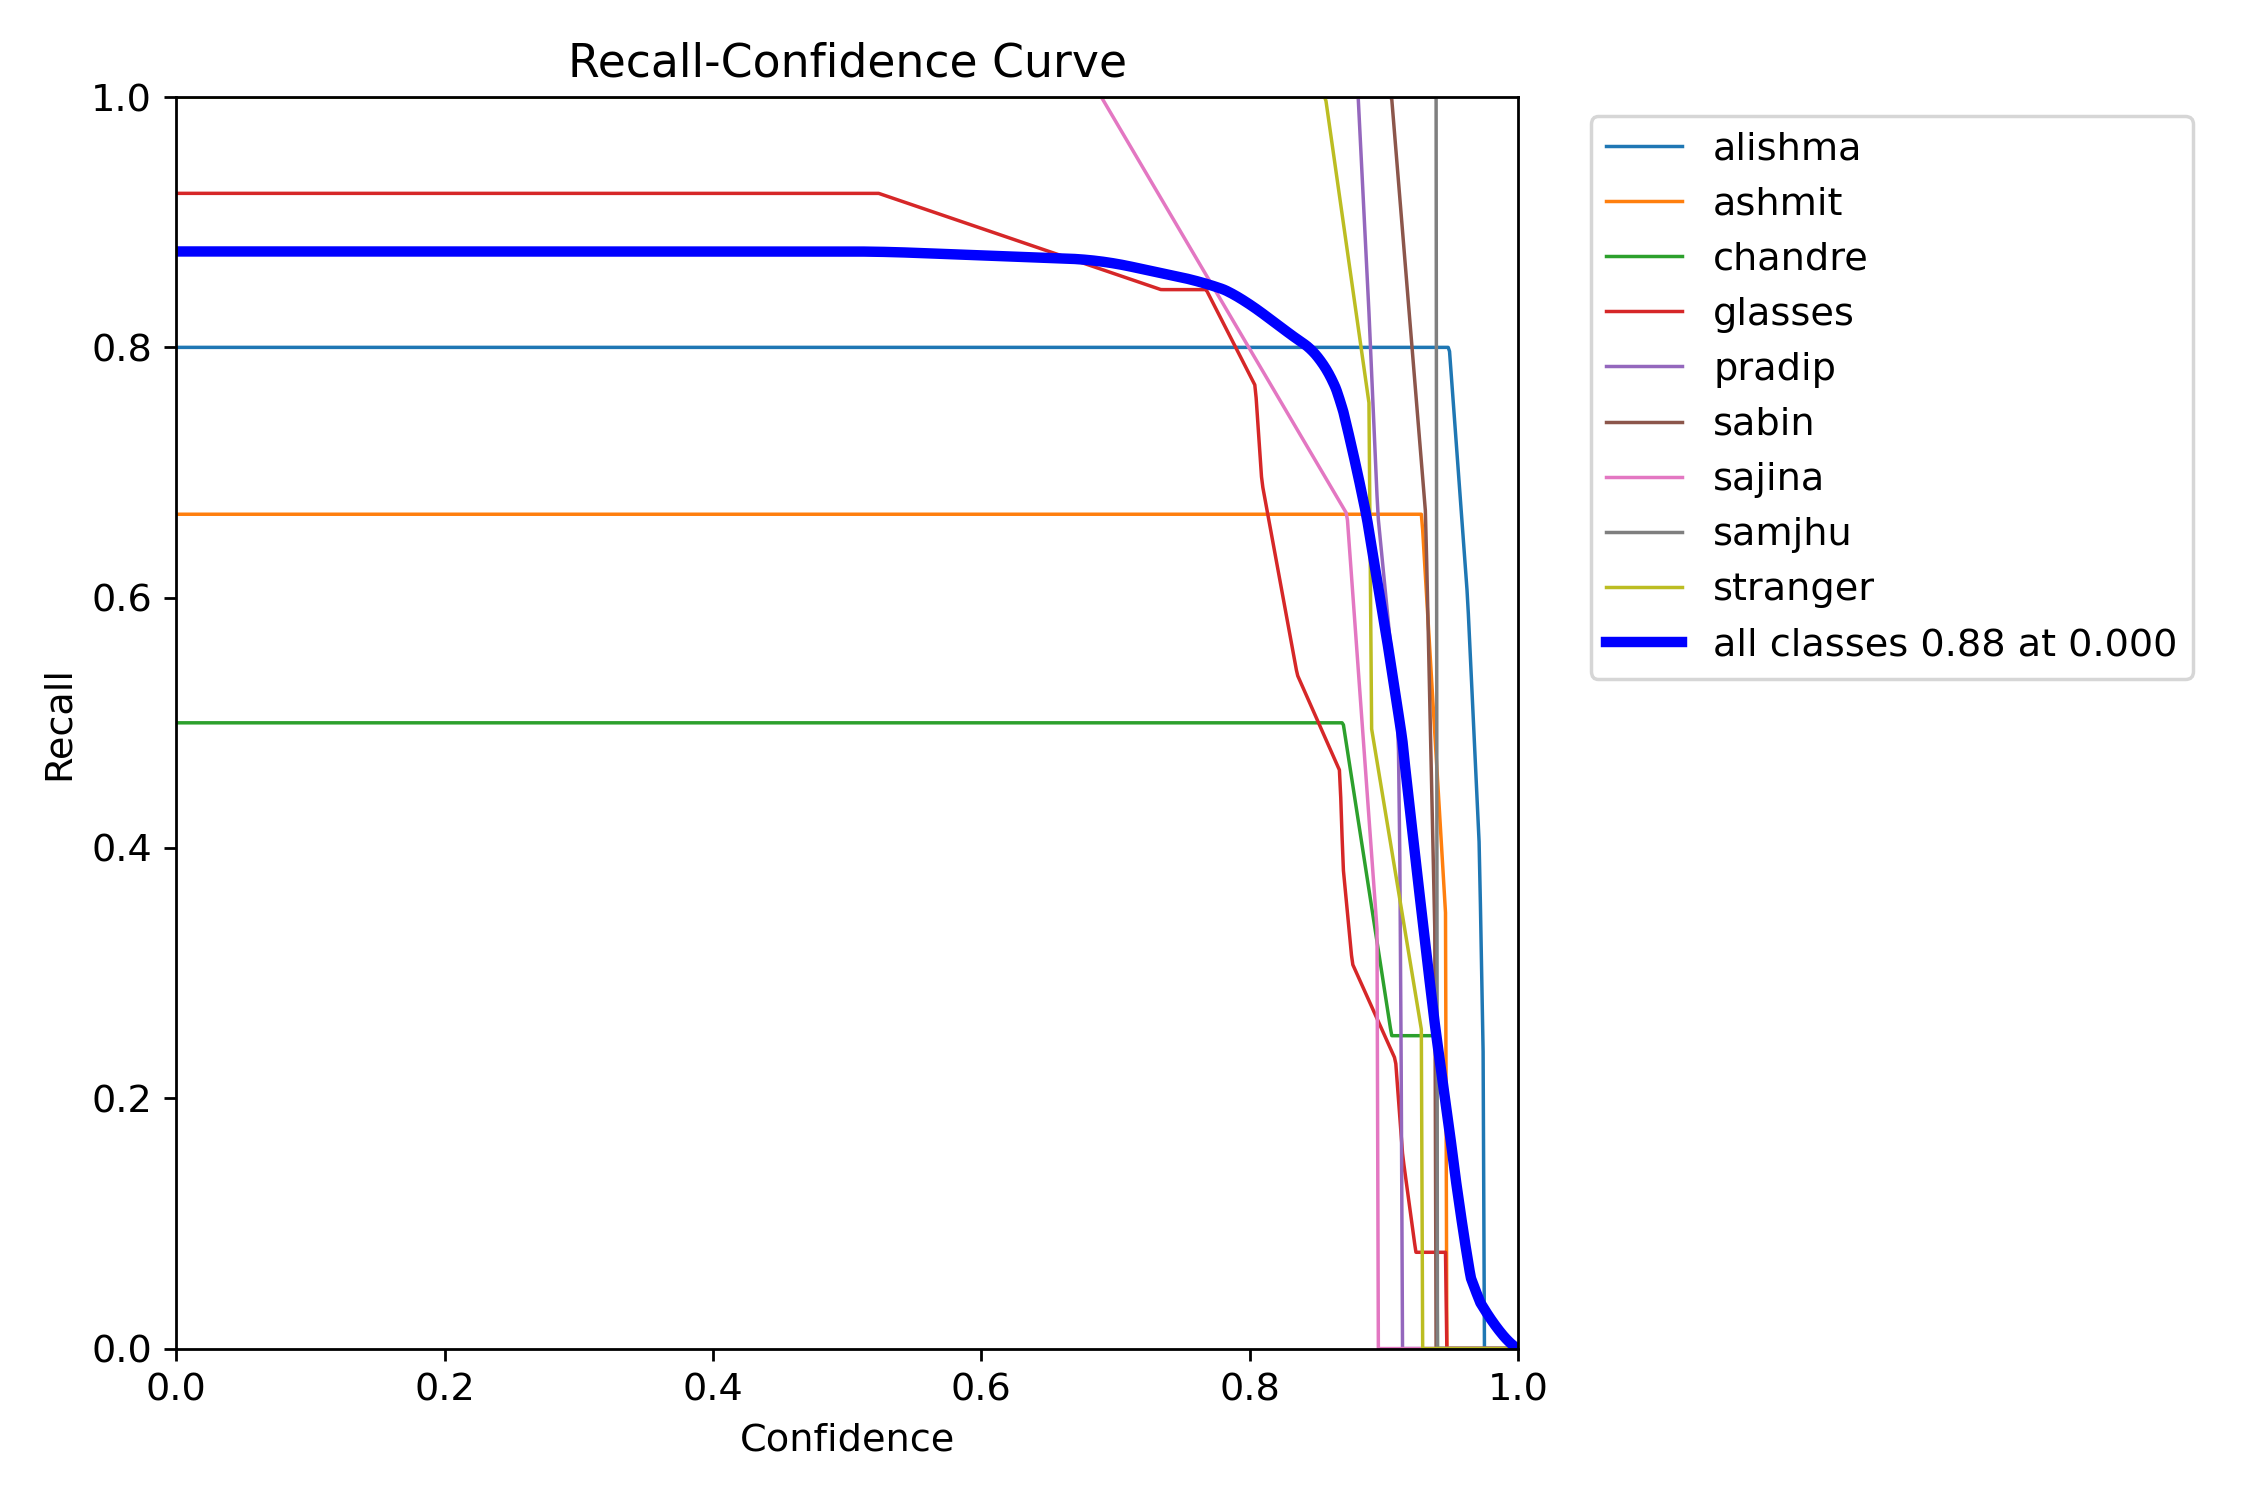 Recall-Confidence Curve
1.0
0.8
0.6
0.4
0.2
0.0
Recall
0.0 0.2 0.4 0.6 0.8 1.0
Confidence
alishma
ashmit
chandre
glasses
pradip
sabin
sajina
samjhu
stranger
all classes 0.88 at 0.000